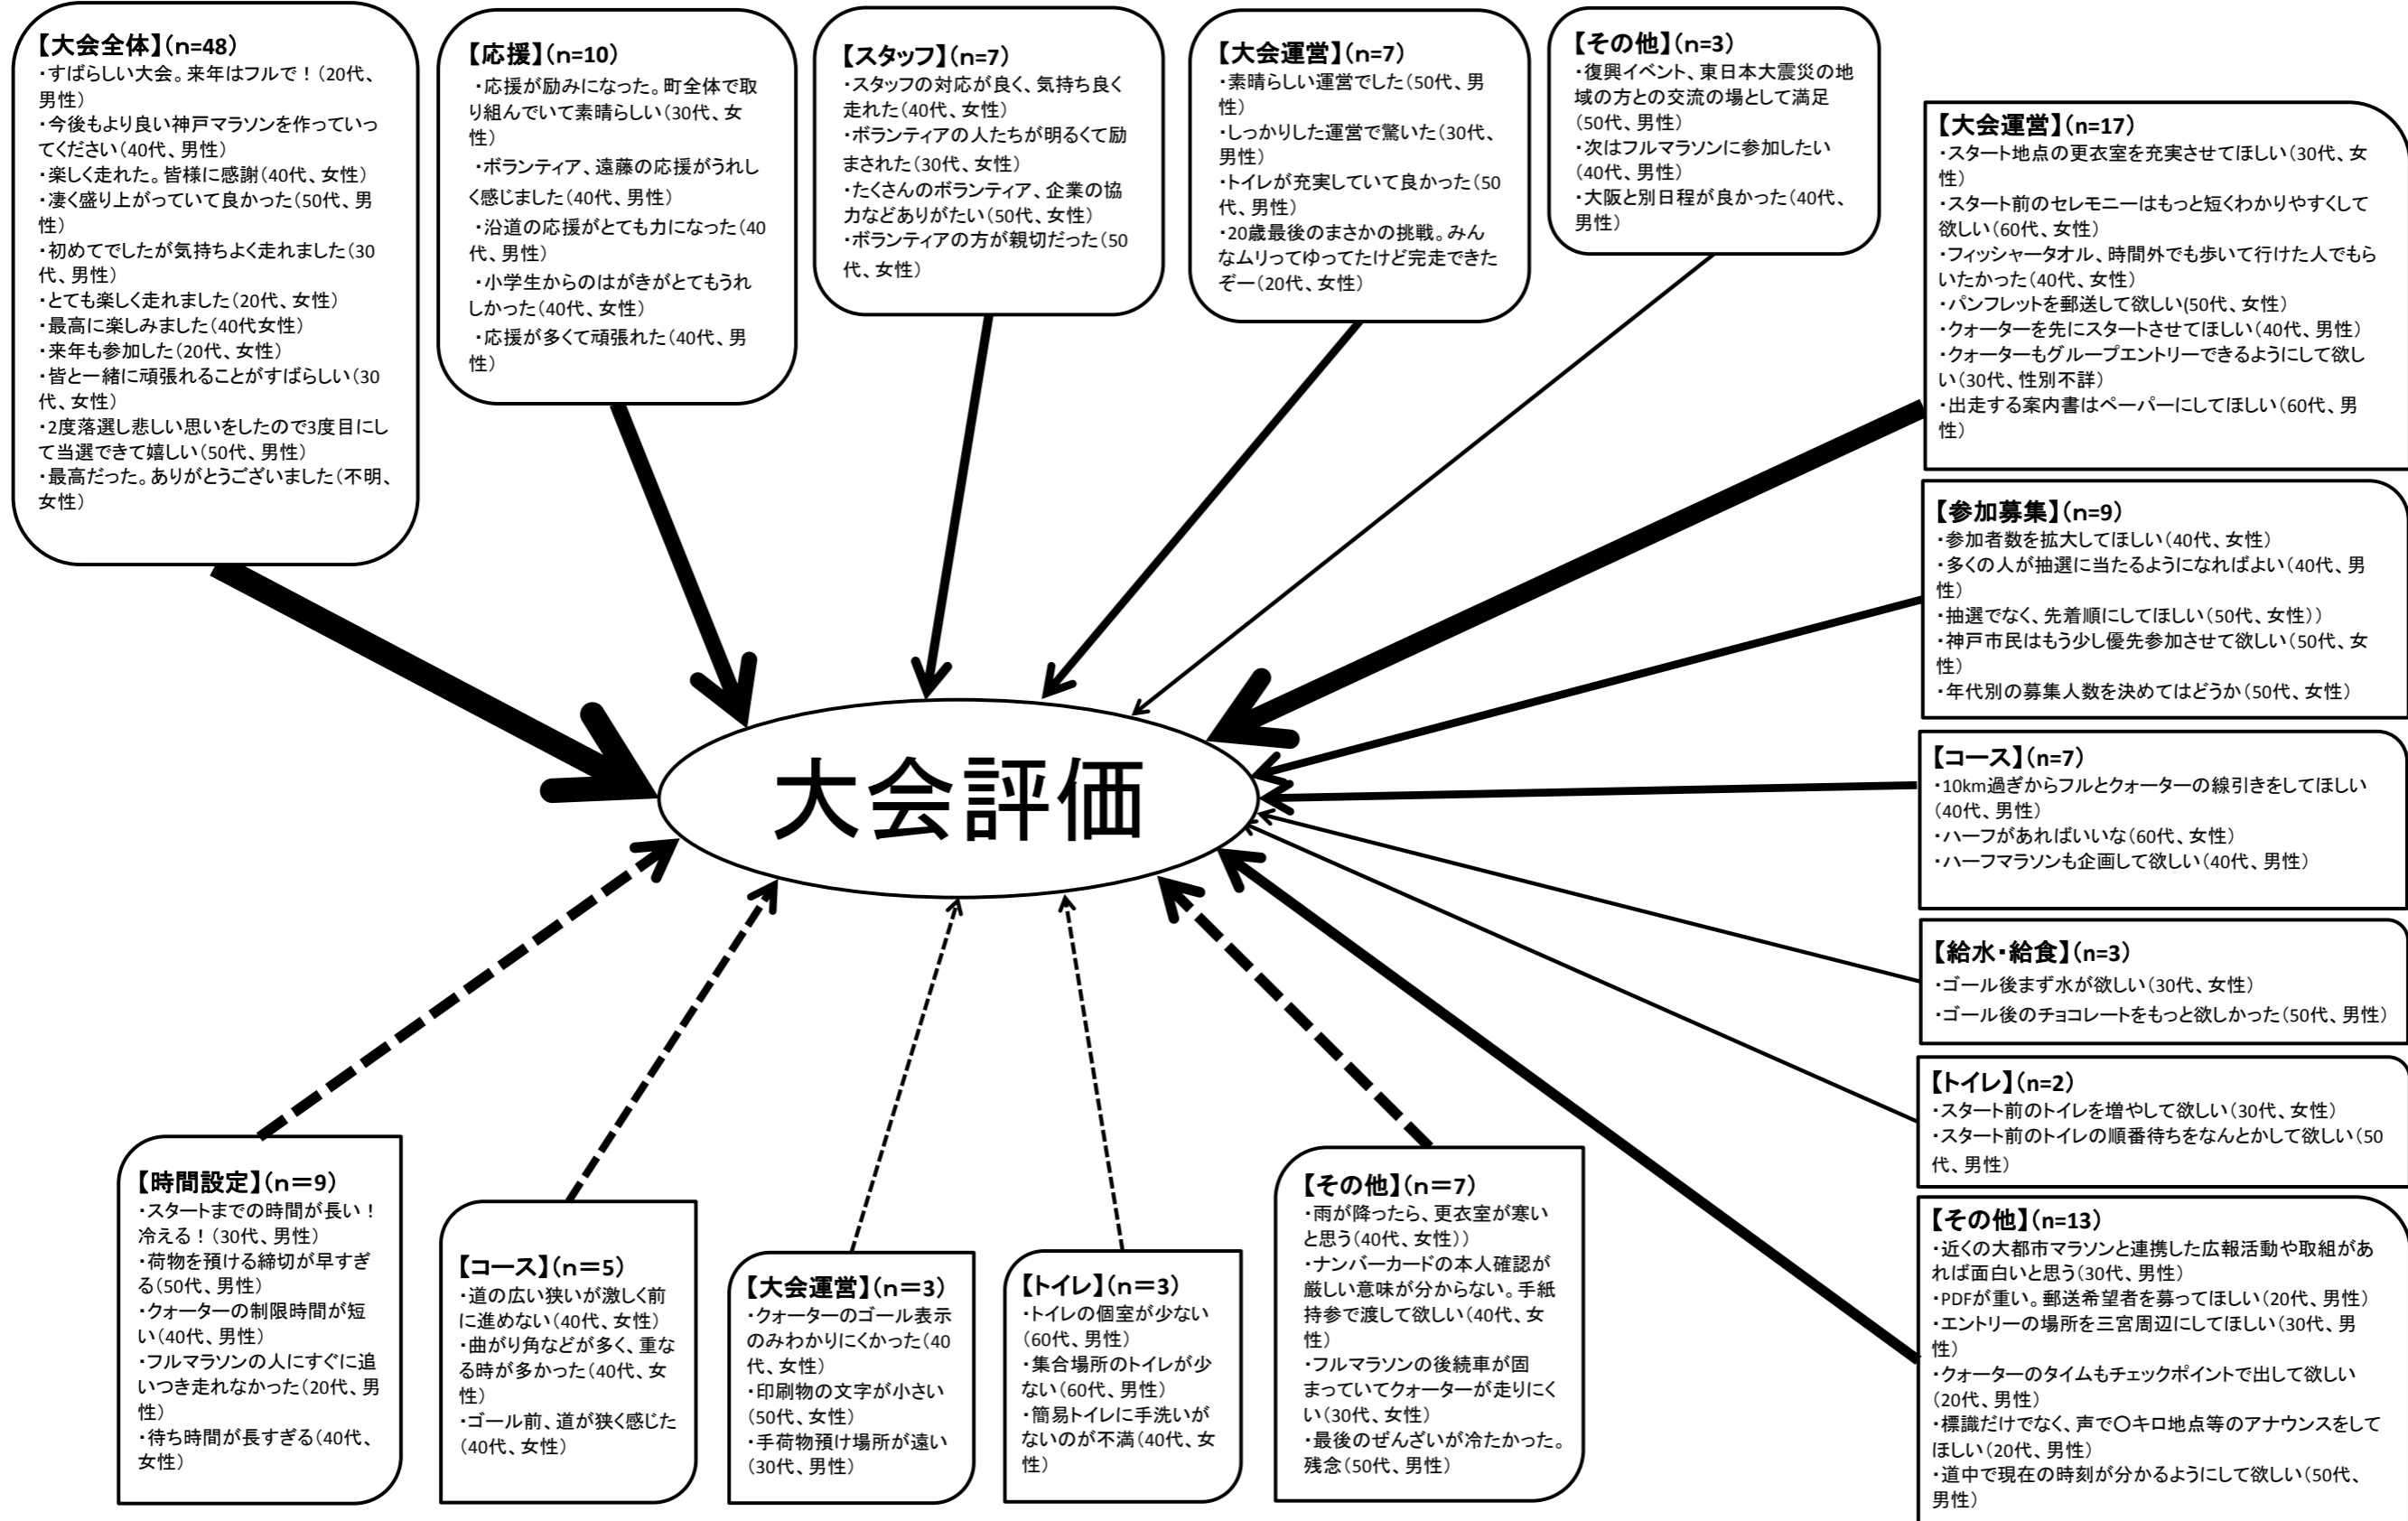 【大会全体】(n=48)
・すばらしい大会。来年はフルで！(20代、
男性)
・今後もより良い神戸マラソンを作っていっ
てください(40代、男性)
・楽しく走れた。皆様に感謝(40代、女性)
・凄く盛り上がっていて良かった(50代、男
性)
・初めてでしたが気持ちよく走れました(30
代、男性)
・とても楽しく走れました(20代、女性)
・最高に楽しみました(40代女性)
・来年も参加した(20代、女性)
・皆と一緒に頑張れることがすばらしい(30
代、女性)
・2度落選し悲しい思いをしたので3度目にし
て当選できて嬉しい(50代、男性)
・最高だった。ありがとうございました(不明、
女性)
【応援】(n=10)
・応援が励みになった。町全体で取
り組んでいて素晴らしい(30代、女
性)
・ボランティア、遠藤の応援がうれし
く感じました(40代、男性)
・沿道の応援がとても力になった(40
代、男性)
・小学生からのはがきがとてもうれ
しかった(40代、女性)
・応援が多くて頑張れた(40代、男
性)
【スタッフ】(n=7)
・スタッフの対応が良く、気持ち良く
走れた(40代、女性)
・ボランティアの人たちが明るくて励
まされた(30代、女性)
・たくさんのボランティア、企業の協
力などありがたい(50代、女性)
・ボランティアの方が親切だった(50
代、女性)
【大会運営】(n=7)
・素晴らしい運営でした(50代、男
性)
・しっかりした運営で驚いた(30代、
男性)
・トイレが充実していて良かった(50
代、男性)
・20歳最後のまさかの挑戦。みん
なムリってゆってたけど完走できた
ぞー(20代、女性)
【その他】(n=3)
・復興イベント、東日本大震災の地
域の方との交流の場として満足
(50代、男性)
・次はフルマラソンに参加したい
(40代、男性)
・大阪と別日程が良かった(40代、
男性)
【大会運営】(n=17)
・スタート地点の更衣室を充実させてほしい(30代、女
性)
・スタート前のセレモニーはもっと短くわかりやすくして
欲しい(60代、女性)
・フィッシャータオル、時間外でも歩いて行けた人でもら
いたかった(40代、女性)
・パンフレットを郵送して欲しい(50代、女性)
・クォーターを先にスタートさせてほしい(40代、男性)
・クォーターもグループエントリーできるようにして欲し
い(30代、性別不詳)
・出走する案内書はペーパーにしてほしい(60代、男
性)
【参加募集】(n=9)
・参加者数を拡大してほしい(40代、女性)
・多くの人が抽選に当たるようになればよい(40代、男
性)
・抽選でなく、先着順にしてほしい(50代、女性))
・神戸市民はもう少し優先参加させて欲しい(50代、女
性)
・年代別の募集人数を決めてはどうか(50代、女性)
【コース】(n=7)
・10km過ぎからフルとクォーターの線引きをしてほしい
(40代、男性)
・ハーフがあればいいな(60代、女性)
・ハーフマラソンも企画して欲しい(40代、男性)
【給水・給食】(n=3)
・ゴール後まず水が欲しい(30代、女性)
・ゴール後のチョコレートをもっと欲しかった(50代、男性)
【トイレ】(n=2)
・スタート前のトイレを増やして欲しい(30代、女性)
・スタート前のトイレの順番待ちをなんとかして欲しい(50
代、男性)
【その他】(n=13)
・近くの大都市マラソンと連携した広報活動や取組があ
れば面白いと思う(30代、男性)
・PDFが重い。郵送希望者を募ってほしい(20代、男性)
・エントリーの場所を三宮周辺にしてほしい(30代、男
性)
・クォーターのタイムもチェックポイントで出して欲しい
(20代、男性)
・標識だけでなく、声で〇キロ地点等のアナウンスをして
ほしい(20代、男性)
・道中で現在の時刻が分かるようにして欲しい(50代、
男性)
大会評価
【時間設定】(n＝9)
・スタートまでの時間が長い！
冷える！(30代、男性)
・荷物を預ける締切が早すぎ
る(50代、男性)
・クォーターの制限時間が短
い(40代、男性)
・フルマラソンの人にすぐに追
いつき走れなかった(20代、男
性)
・待ち時間が長すぎる(40代、
女性)
【コース】(n＝5)
・道の広い狭いが激しく前
に進めない(40代、女性)
・曲がり角などが多く、重な
る時が多かった(40代、女
性)
・ゴール前、道が狭く感じた
(40代、女性)
【大会運営】(n＝3)
・クォーターのゴール表示
のみわかりにくかった(40
代、女性)
・印刷物の文字が小さい
(50代、女性)
・手荷物預け場所が遠い
(30代、男性)
【トイレ】(n＝3)
・トイレの個室が少ない
(60代、男性)
・集合場所のトイレが少
ない(60代、男性)
・簡易トイレに手洗いが
ないのが不満(40代、女
性)
【その他】(n＝7)
・雨が降ったら、更衣室が寒い
と思う(40代、女性))
・ナンバーカードの本人確認が
厳しい意味が分からない。手紙
持参で渡して欲しい(40代、女
性)
・フルマラソンの後続車が固
まっていてクォーターが走りにく
い(30代、女性)
・最後のぜんざいが冷たかった。
残念(50代、男性)